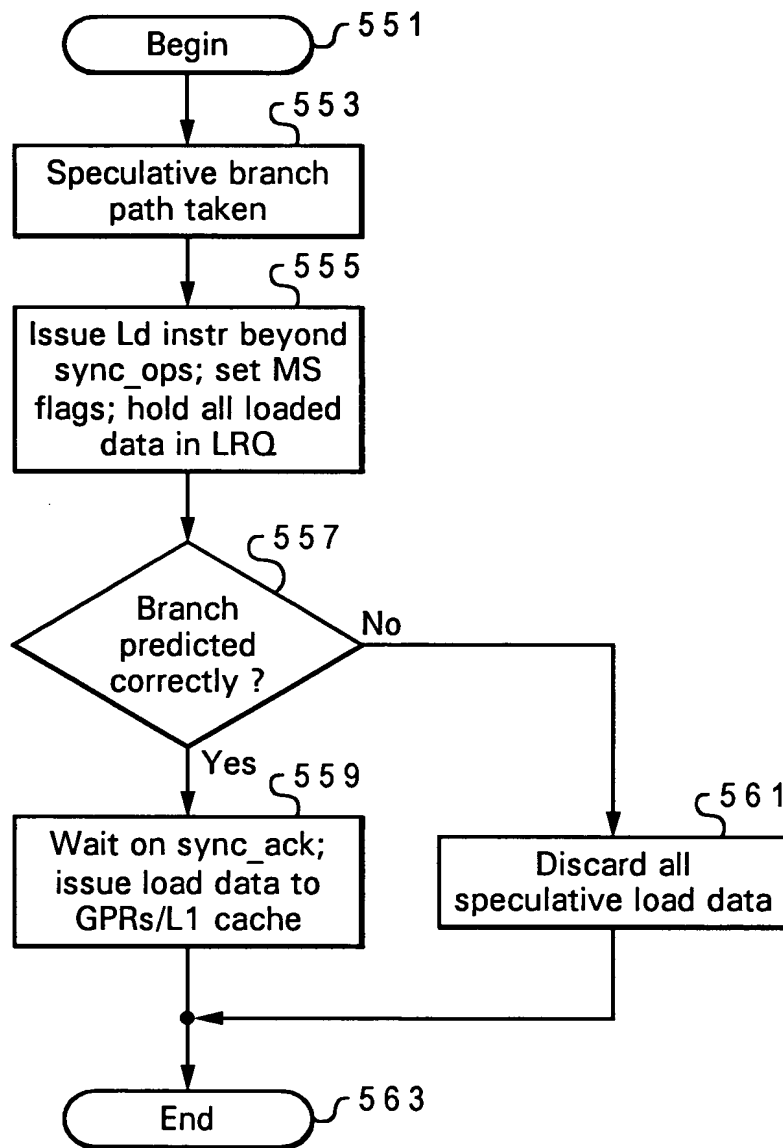 Begin
551
553
Speculative branch
path taken
555
Issue Ld instr beyond
sync_ops; set MS
flags; hold all loaded
data in LRQ
557
Branch
predicted
correctly ?
No
Yes
559
Wait on sync_ack;
issue load data to
GPRs/L1 cache
561
Discard all
speculative load data
End
563